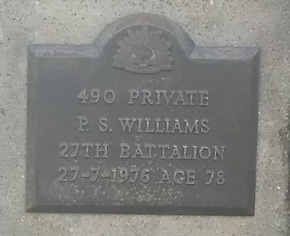 490 PRIVATE
P. S. WILLIAMS
27TH BATTALION
27-7-1976 AGE 78